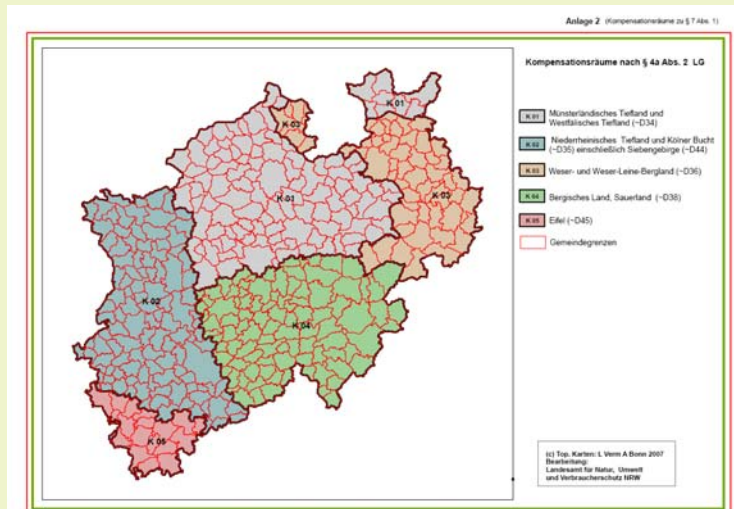 Anlage 2 (Kompensationsräume zu § 7 Abs. 1)
Kompensationsräume nach § 4a Abs. 2 LG
K 01 Münsterländisches Tiefland und
Westfälisches Tiefland (~D34)
K 02 Niederrheinisches Tiefland und Kölner Bucht
(~D35) einschließlich Siebengebirge (~D44)
K 03 Weser- und Weser-Leine-Bergland (~D36)
K 04 Bergisches Land, Sauerland (~D38)
K 05 Eifel (~D45)
Gemeindegrenzen
K 01
K 03
K 01
K 03
K 02
K 04
K 05
(c) Top. Karten: L Verm A Bonn 2007
Bearbeitung:
Landesamt für Natur, Umwelt
und Verbraucherschutz NRW